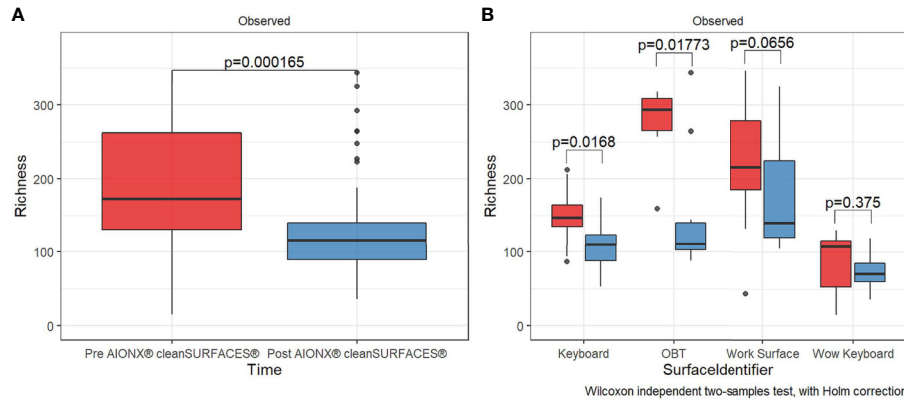 A
Observed
p=0.000165
Richness
300
200
100
0
Pre AIONX® cleanSURFACES® Post AIONX® cleanSURFACES®
Time
B
Observed
p=0.01773
p=0.0656
p=0.0168
p=0.375
Richness
300
200
100
0
Keyboard OBT Work Surface Wow Keyboard
SurfaceIdentifier
Wilcoxon independent two-samples test, with Holm correction